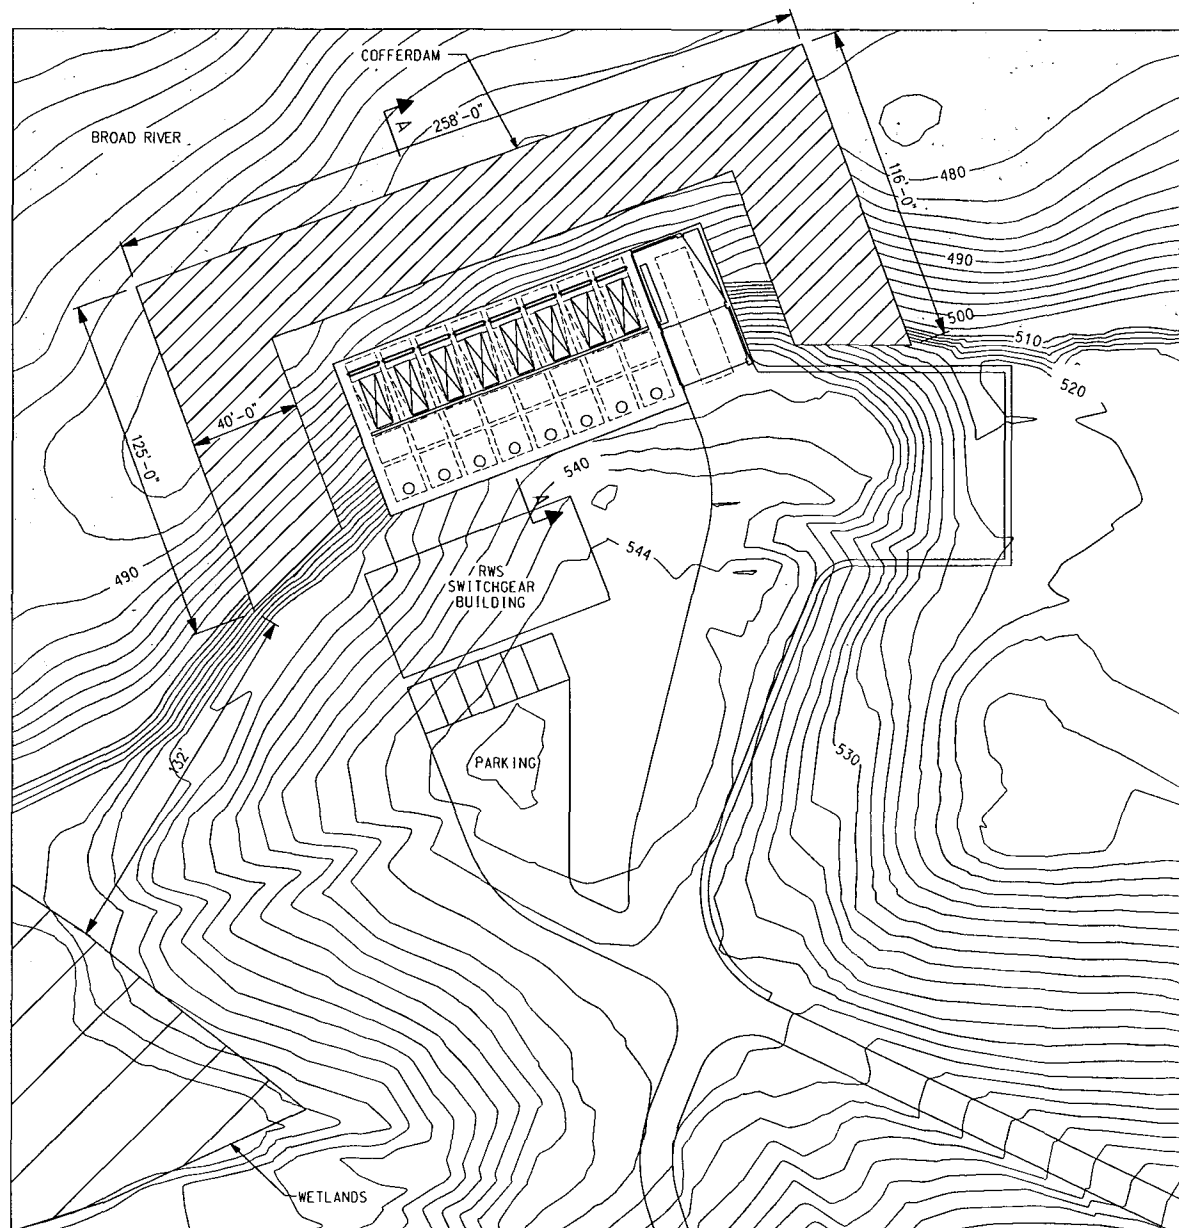 COFFERDAM
BROAD RIVER
A
258'-0"
480
116'-0"
490
500
510
520
40'-0"
125'-0"
540
A
544
490
RWS
SWITCHGEAR
BUILDING
132'
530
PARKING
WETLANDS